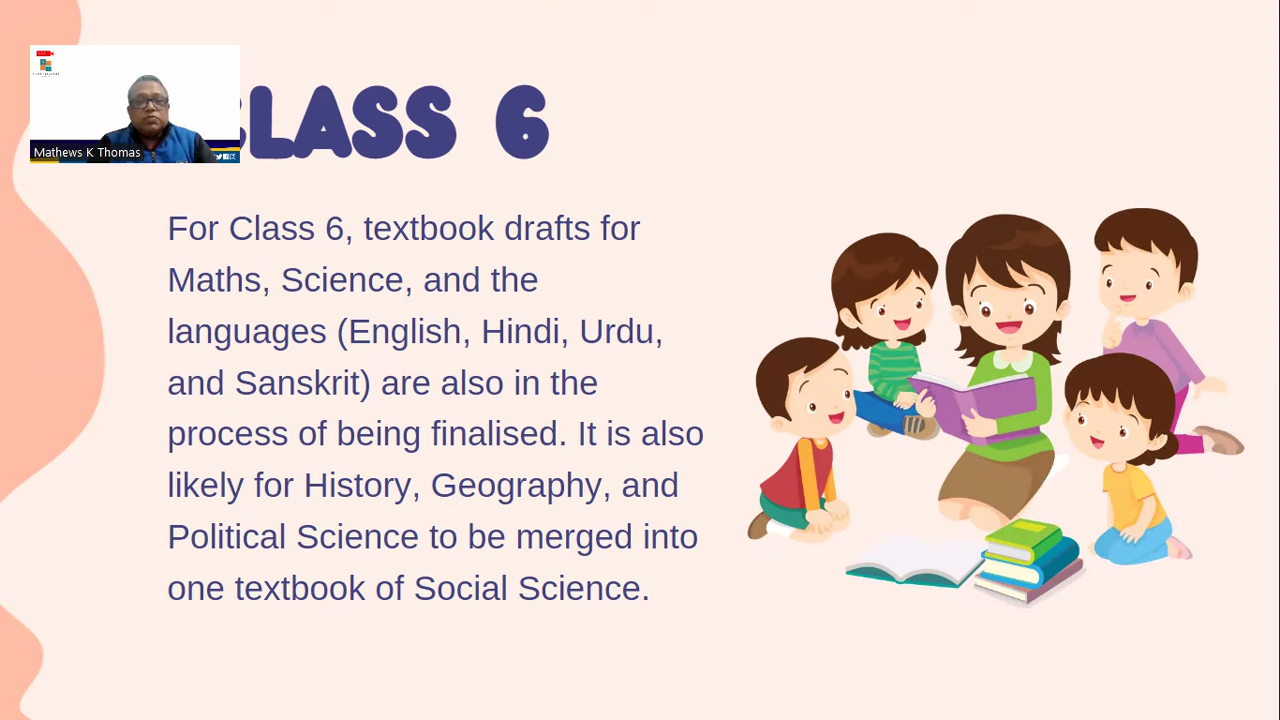 CLASS 6
Mathews K Thomas
For Class 6, textbook drafts for
Maths, Science, and the
languages (English, Hindi, Urdu,
and Sanskrit) are also in the
process of being finalised. It is also
likely for History, Geography, and
Political Science to be merged into
one textbook of Social Science.